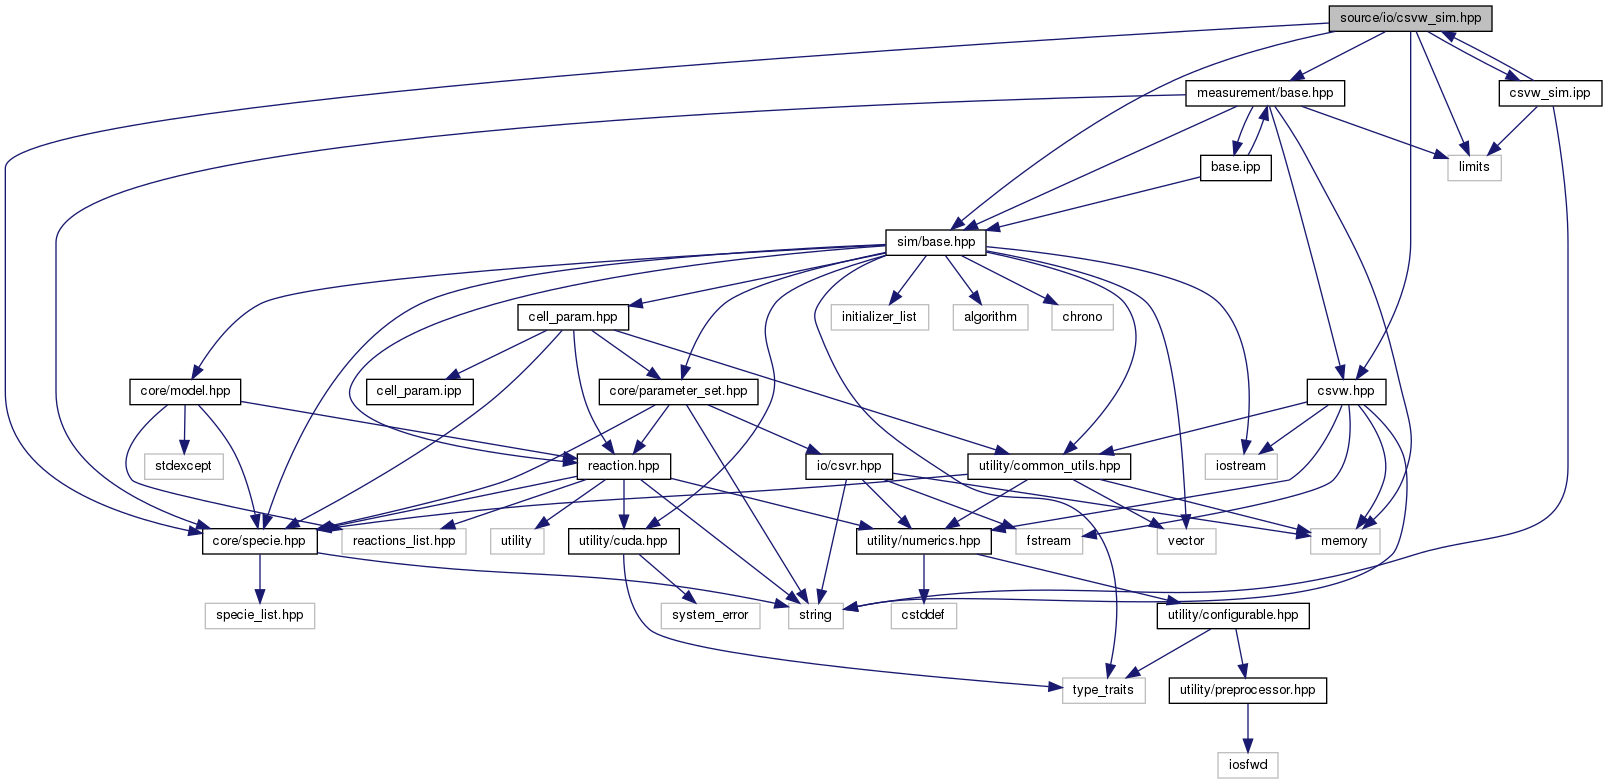 source/io/csvw_sim.hpp
measurement/base.hpp
csvw_sim.ipp
base.ipp
limits
sim/base.hpp
cell_param.hpp
initializer_list
algorithm
chrono
core/model.hpp
cell_param.ipp
core/parameter_set.hpp
csvw.hpp
stdexcept
reaction.hpp
io/csvr.hpp
utility/common_utils.hpp
iostream
core/specie.hpp
reactions_list.hpp
utility
utility/cuda.hpp
utility/numerics.hpp
fstream
vector
memory
specie_list.hpp
system_error
string
cstddef
utility/configurable.hpp
type_traits
utility/preprocessor.hpp
iosfwd